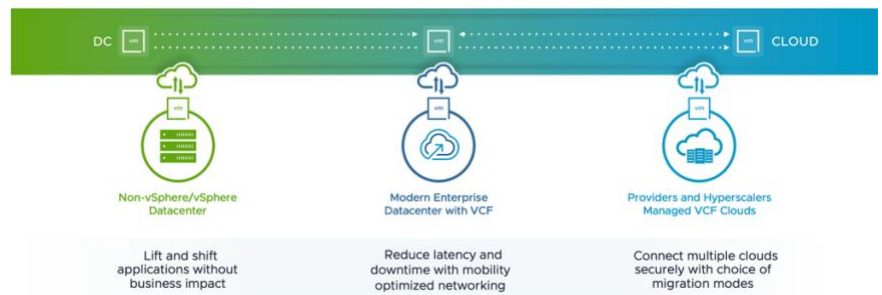 DC vm vm vm CLOUD
vm vm vm
Non-vSphere/vSphere
Datacenter
Modern Enterprise
Datacenter with VCF
Providers and Hyperscalers
Managed VCF Clouds
Lift and shift
applications without
business impact
Reduce latency and
downtime with mobility
optimized networking
Connect multiple clouds
securely with choice of
migration modes